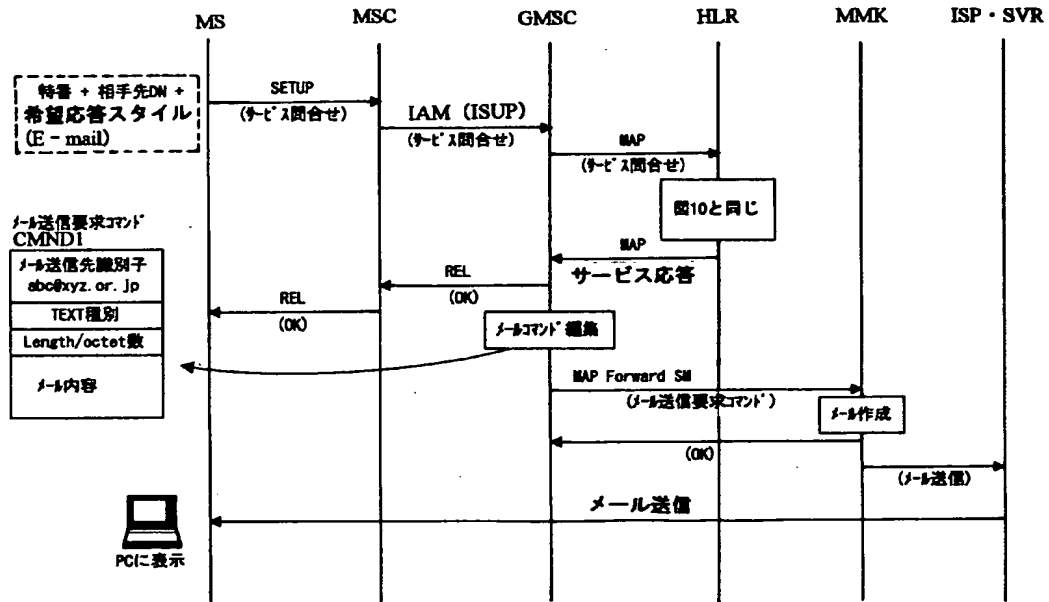 MS MSC GMSC HLR MMK ISP・SVR
特番 + 相手先DN +
希望応答スタイル
(E-mail)
SETUP
(サービス問合せ)
IAM (ISUP)
(サービス問合せ)
MAP
(サービス問合せ)
図10と同じ
MAP
サービス応答
REL
(OK)
REL
(OK)
メール送信要求コマンド
CMND1
メール送信先識別子
abc@xyz.or.jp
TEXT種別
Length/octet数
メール内容
メールコマンド編集
MAP Forward SM
(メール送信要求コマンド)
メール作成
(OK)
(メール送信)
メール送信
PCに表示